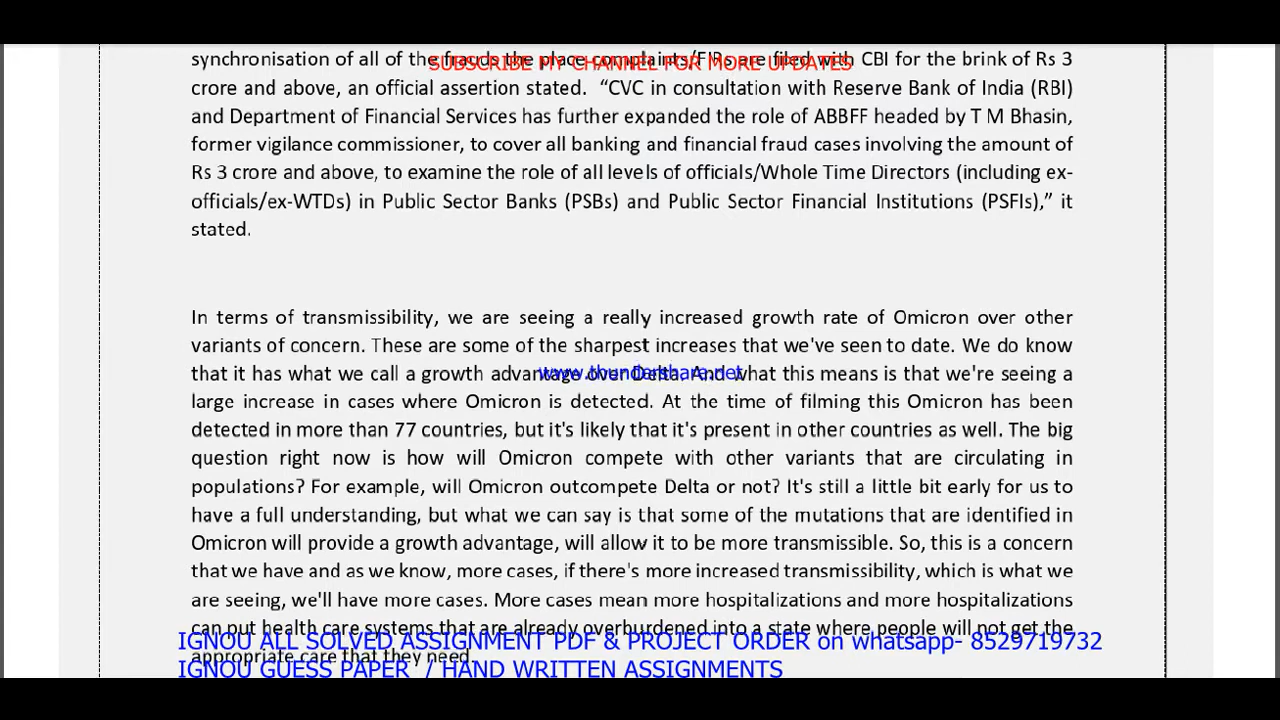 synchronisation of all of the frauds the place complaints/FIRs are filed with CBI for the brink of Rs 3
SUBSCRIBE MY CHANNEL FOR MORE UPDATES
crore and above, an official assertion stated. “CVC in consultation with Reserve Bank of India (RBI)
and Department of Financial Services has further expanded the role of ABBFF headed by T M Bhasin,
former vigilance commissioner, to cover all banking and financial fraud cases involving the amount of
Rs 3 crore and above, to examine the role of all levels of officials/Whole Time Directors (including ex-
officials/ex-WTDs) in Public Sector Banks (PSBs) and Public Sector Financial Institutions (PSFIs),” it
stated.
In terms of transmissibility, we are seeing a really increased growth rate of Omicron over other
variants of concern. These are some of the sharpest increases that we've seen to date. We do know
that it has what we call a growth advantage over Delta. And what this means is that we're seeing a
www.thundershare.net
large increase in cases where Omicron is detected. At the time of filming this Omicron has been
detected in more than 77 countries, but it's likely that it's present in other countries as well. The big
question right now is how will Omicron compete with other variants that are circulating in
populations? For example, will Omicron outcompete Delta or not? It's still a little bit early for us to
have a full understanding, but what we can say is that some of the mutations that are identified in
Omicron will provide a growth advantage, will allow it to be more transmissible. So, this is a concern
that we have and as we know, more cases, if there's more increased transmissibility, which is what we
are seeing, we'll have more cases. More cases mean more hospitalizations and more hospitalizations
can put health care systems that are already overburdened into a state where people will not get the
IGNOU ALL SOLVED ASSIGNMENT PDF & PROJECT ORDER on whatsapp- 8529719732
appropriate care that they need
IGNOU GUESS PAPER / HAND WRITTEN ASSIGNMENTS